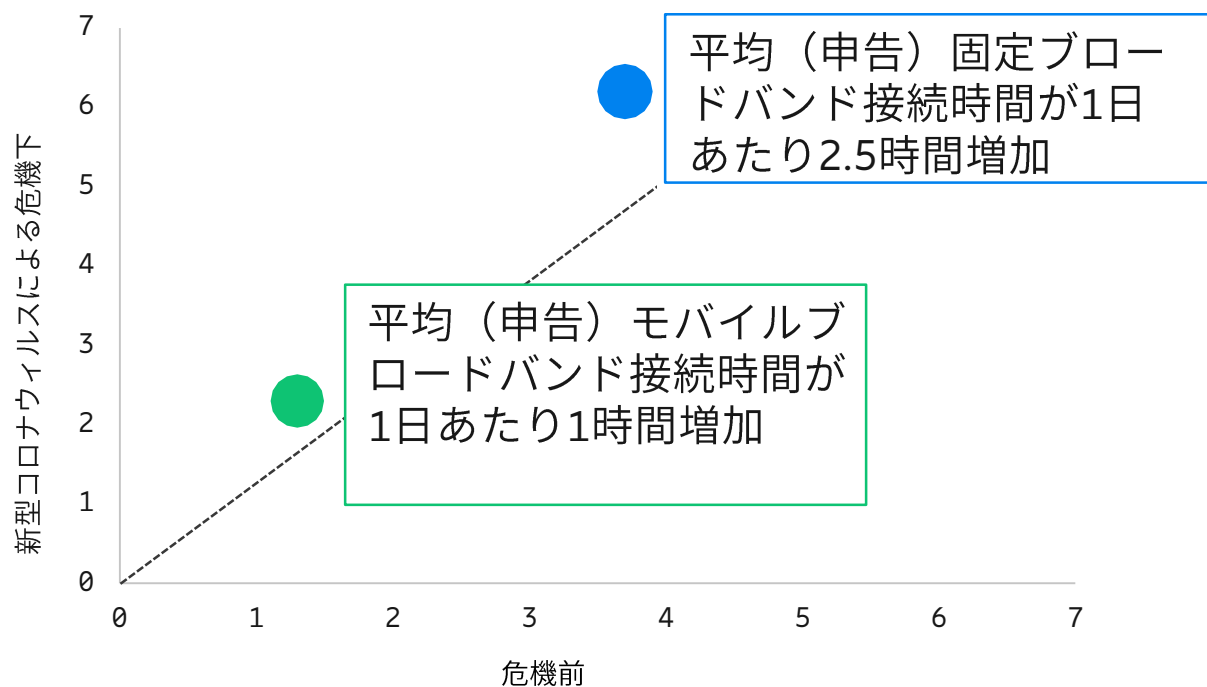 平均（申告）固定ブロー
ドバンド接続時間が1日
あたり2.5時間増加
平均（申告）モバイルブ
ロードバンド接続時間が
1日あたり1時間増加
新型コロナウィルスによる危機下
7
6
5
4
3
2
1
0
0 1 2 3 4 5 6 7
危機前